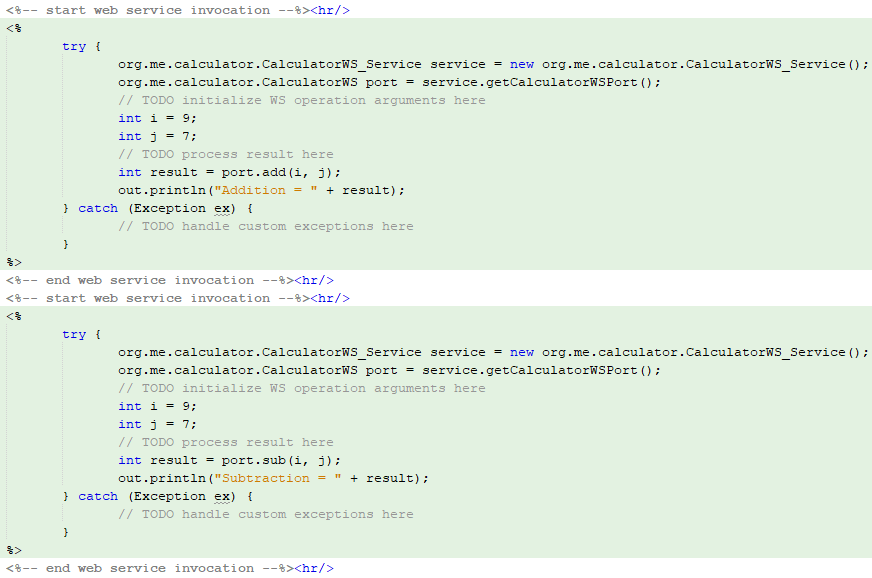 <%-- start web service invocation --%><hr/>
<%
try {
org.me.calculator.CalculatorWS_Service service = new org.me.calculator.CalculatorWS_Service();
org.me.calculator.CalculatorWS port = service.getCalculatorWSPort();
// TODO initialize WS operation arguments here
int i = 9;
int j = 7;
// TODO process result here
int result = port.add(i, j);
out.println("Addition = " + result);
} catch (Exception ex) {
// TODO handle custom exceptions here
}
%>
<%-- end web service invocation --%><hr/>
<%-- start web service invocation --%><hr/>
<%
try {
org.me.calculator.CalculatorWS_Service service = new org.me.calculator.CalculatorWS_Service();
org.me.calculator.CalculatorWS port = service.getCalculatorWSPort();
// TODO initialize WS operation arguments here
int i = 9;
int j = 7;
// TODO process result here
int result = port.sub(i, j);
out.println("Subtraction = " + result);
} catch (Exception ex) {
// TODO handle custom exceptions here
}
%>
<%-- end web service invocation --%><hr/>